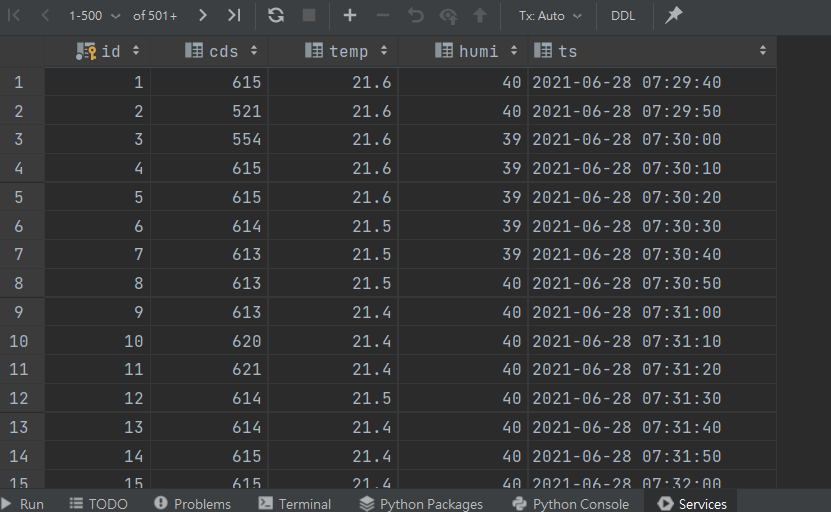 1-500 of 501+ Tx: Auto DDL
id cds temp humi ts
1 1 615 21.6 40 2021-06-28 07:29:40
2 2 521 21.6 40 2021-06-28 07:29:50
3 3 554 21.6 39 2021-06-28 07:30:00
4 4 615 21.6 39 2021-06-28 07:30:10
5 5 615 21.6 39 2021-06-28 07:30:20
6 6 614 21.5 39 2021-06-28 07:30:30
7 7 613 21.5 39 2021-06-28 07:30:40
8 8 613 21.5 40 2021-06-28 07:30:50
9 9 613 21.4 40 2021-06-28 07:31:00
10 10 620 21.4 40 2021-06-28 07:31:10
11 11 621 21.4 40 2021-06-28 07:31:20
12 12 614 21.5 40 2021-06-28 07:31:30
13 13 614 21.4 40 2021-06-28 07:31:40
14 14 615 21.4 40 2021-06-28 07:31:50
15 15 615 21.4 40 2021-06-28 07:32:00
Run TODO Problems Terminal Python Packages Python Console Services